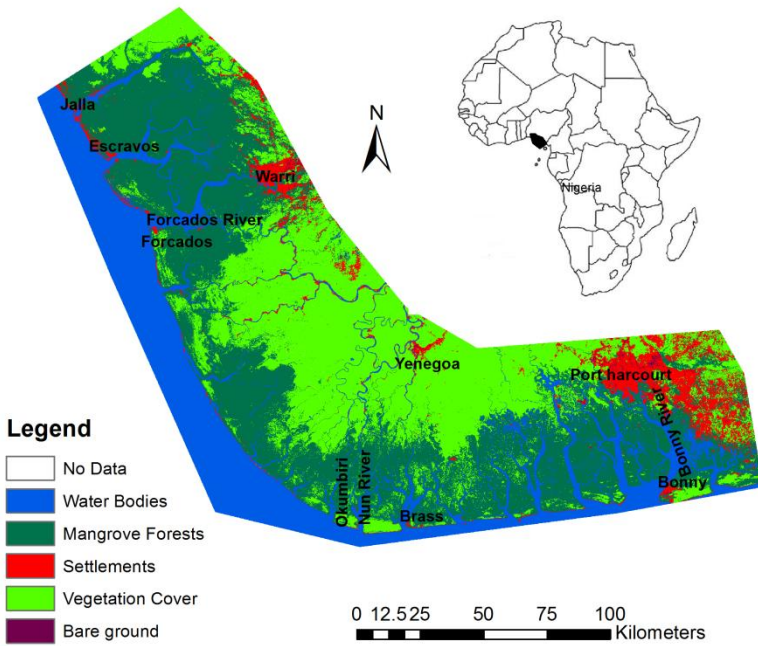 Jalla
Escravos
Warri
Forcados River
Forcados
N
Nigeria
Yenegoa
Port harcourt
Bonny River
Bonny
Okumbiri
Nun River
Brass
Legend
No Data
Water Bodies
Mangrove Forests
Settlements
Vegetation Cover
Bare ground
0 12.5 25 50 75 100
Kilometers